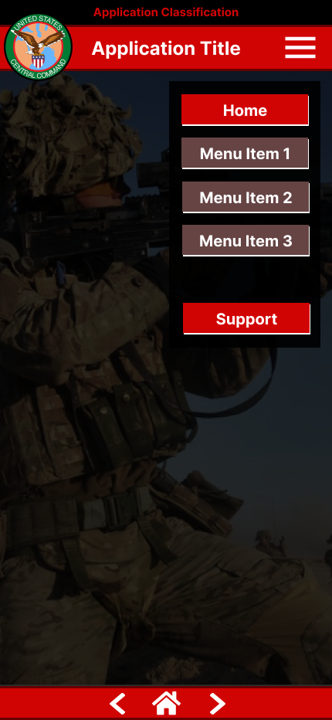 Application Classification
UNITED STATES
CENTRAL COMMAND
Application Title
Home
Menu Item 1
Menu Item 2
Menu Item 3
Support